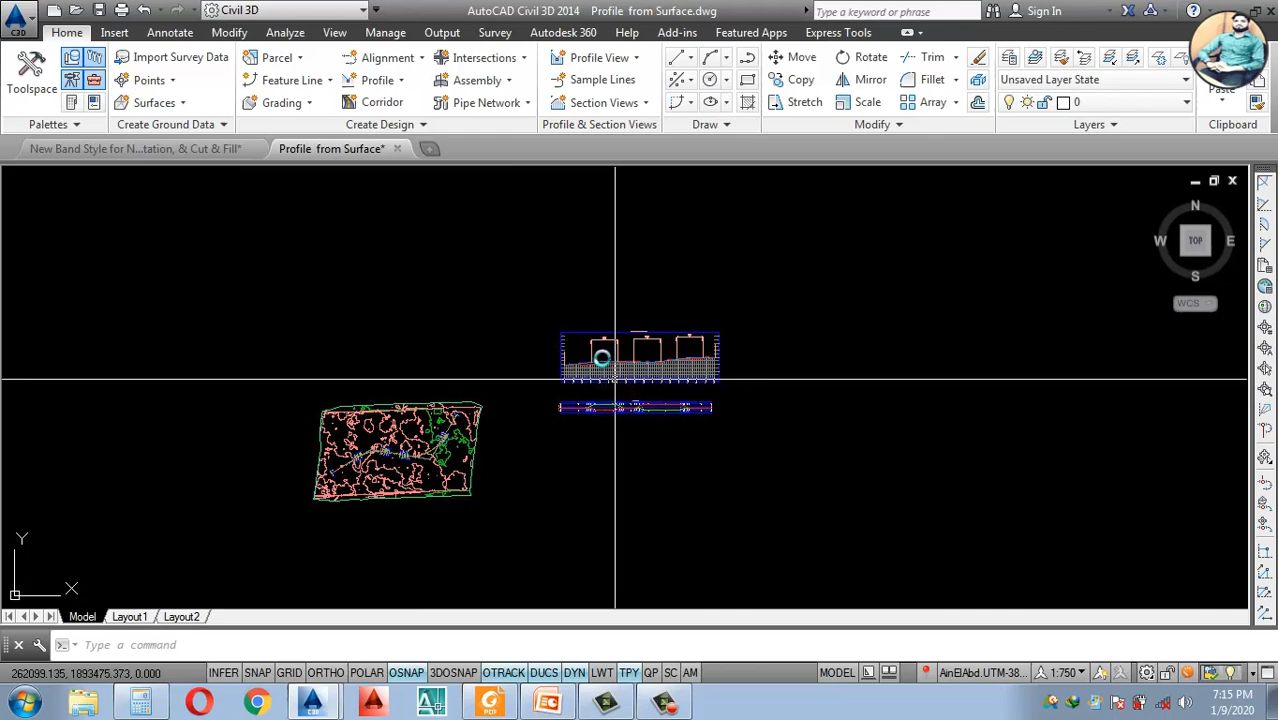 Civil 3D
AutoCAD Civil 3D 2014 Profile from Surface.dwg
Type a keyword or phrase
Sign In
C3D
Home Insert Annotate Modify Analyze View Manage Output Survey Autodesk 360 Help Add-ins Featured Apps Express Tools
Toolspace
Import Survey Data
Points
Surfaces
Parcel
Feature Line
Grading
Alignment
Profile
Corridor
Intersections
Assembly
Pipe Network
Profile View
Sample Lines
Section Views
Move
Copy
Stretch
Rotate
Mirror
Scale
Trim
Fillet
Array
Unsaved Layer State
0
Paste
Palettes
Create Ground Data
Create Design
Profile & Section Views
Draw
Modify
Layers
Clipboard
New Band Style for N...tation, & Cut & Fill*
Profile from Surface*
N
W TOP E
S
WCS
Y
X
Model Layout1 Layout2
Type a command
262099.135, 1893475.373, 0.000
INFER SNAP GRID ORTHO POLAR OSNAP 3DOSNAP OTRACK DUCS DYN LWT TPY QP SC AM
MODEL
AinElAbd.UTM-38...
1:750
PDF
7:15 PM
1/9/2020